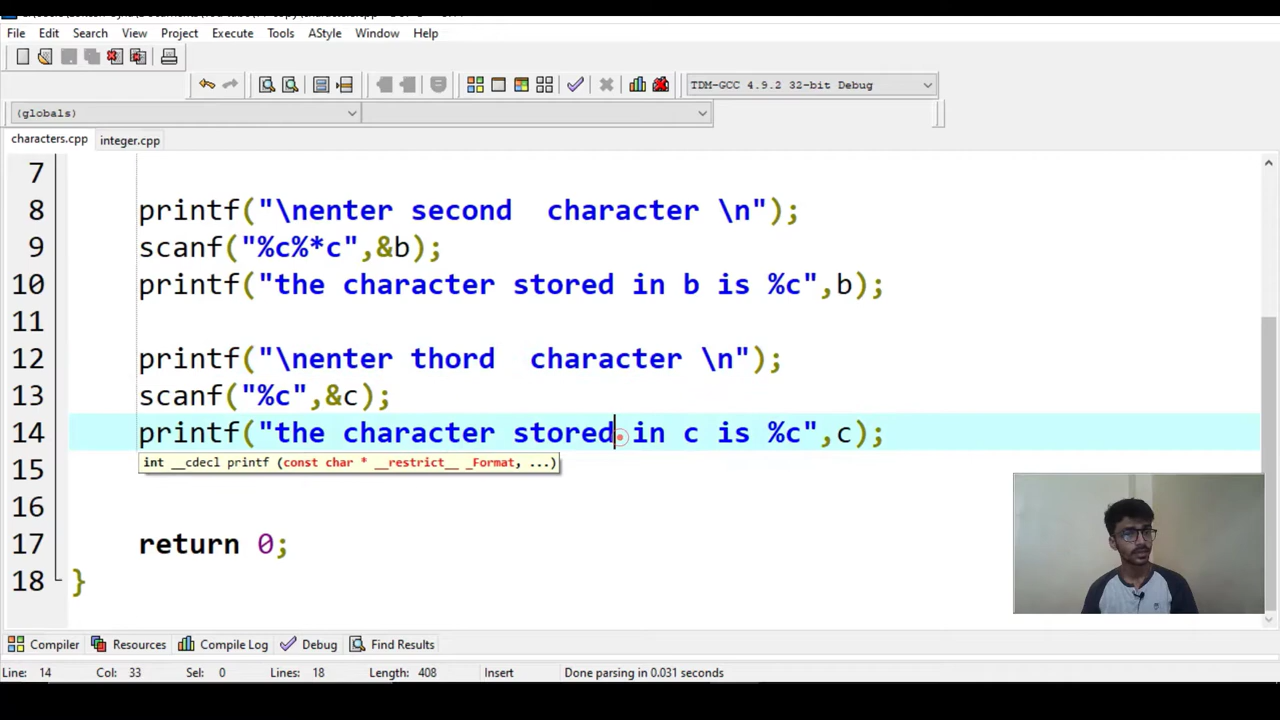 File Edit Search View Project Execute Tools AStyle Window Help
TDM-GCC 4.9.2 32-bit Debug
(globals)
characters.cpp integer.cpp
7
8 printf("\nenter second  character \n");
9 scanf("%c%*c",&b);
10 printf("the character stored in b is %c",b);
11
12 printf("\nenter thord  character \n");
13 scanf("%c",&c);
14 printf("the character stored in c is %c",c);
int __cdecl printf (const char * __restrict__ _Format, ...)
15
16
17 return 0;
18 }
Compiler Resources Compile Log Debug Find Results
Line: 14 Col: 33 Sel: 0 Lines: 18 Length: 408 Insert Done parsing in 0.031 seconds